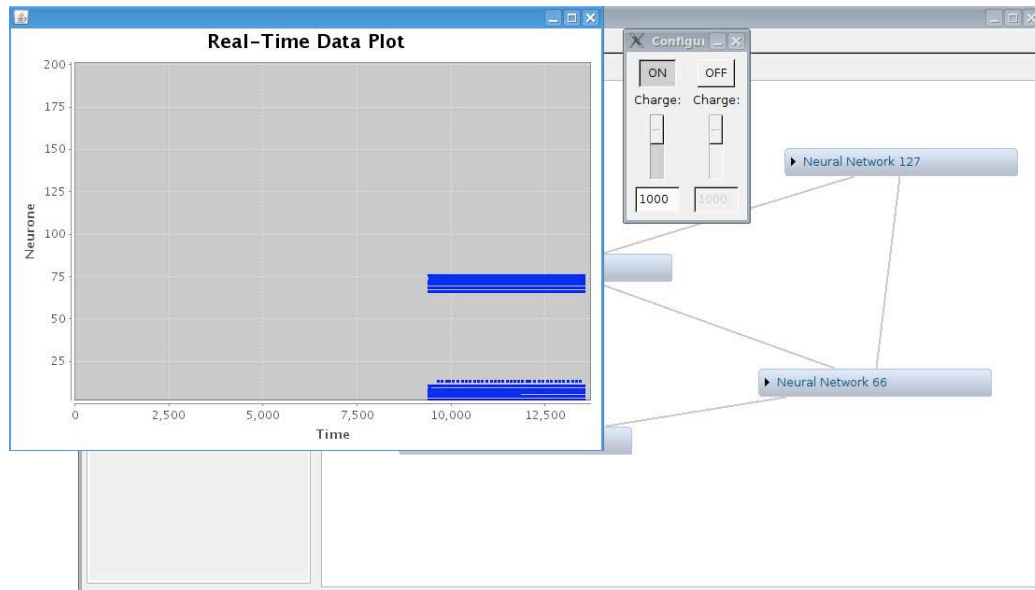 Real-Time Data Plot
Neurone
200
175
150
125
100
75
50
25
0
2,500
5,000
7,500
10,000
12,500
Time
Configu
ON OFF
Charge: Charge:
1000 1000
Neural Network 127
Neural Network 66